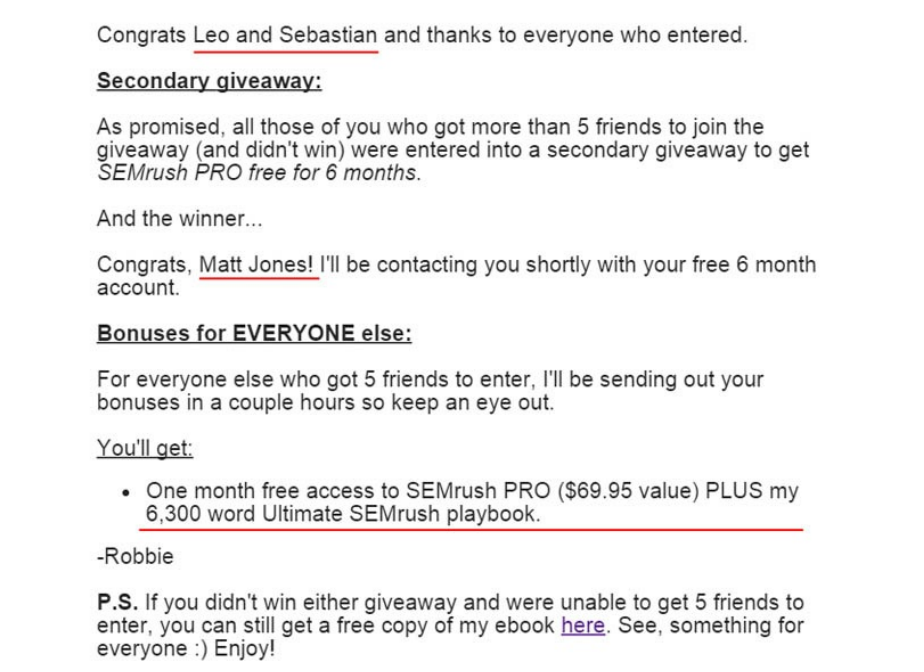 Congrats Leo and Sebastian and thanks to everyone who entered.
Secondary giveaway:
As promised, all those of you who got more than 5 friends to join the
giveaway (and didn't win) were entered into a secondary giveaway to get
SEMrush PRO free for 6 months.
And the winner...
Congrats, Matt Jones! I'll be contacting you shortly with your free 6 month
account.
Bonuses for EVERYONE else:
For everyone else who got 5 friends to enter, I'll be sending out your
bonuses in a couple hours so keep an eye out.
You'll get:
• One month free access to SEMrush PRO ($69.95 value) PLUS my
6,300 word Ultimate SEMrush playbook.
-Robbie
P.S. If you didn't win either giveaway and were unable to get 5 friends to
enter, you can still get a free copy of my ebook here. See, something for
everyone :) Enjoy!